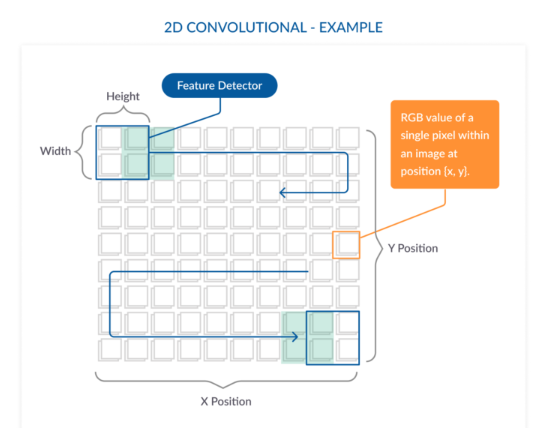 2D CONVOLUTIONAL - EXAMPLE
Feature Detector
Height
Width
RGB value of a
single pixel within
an image at
position [x, y].
Y Position
X Position